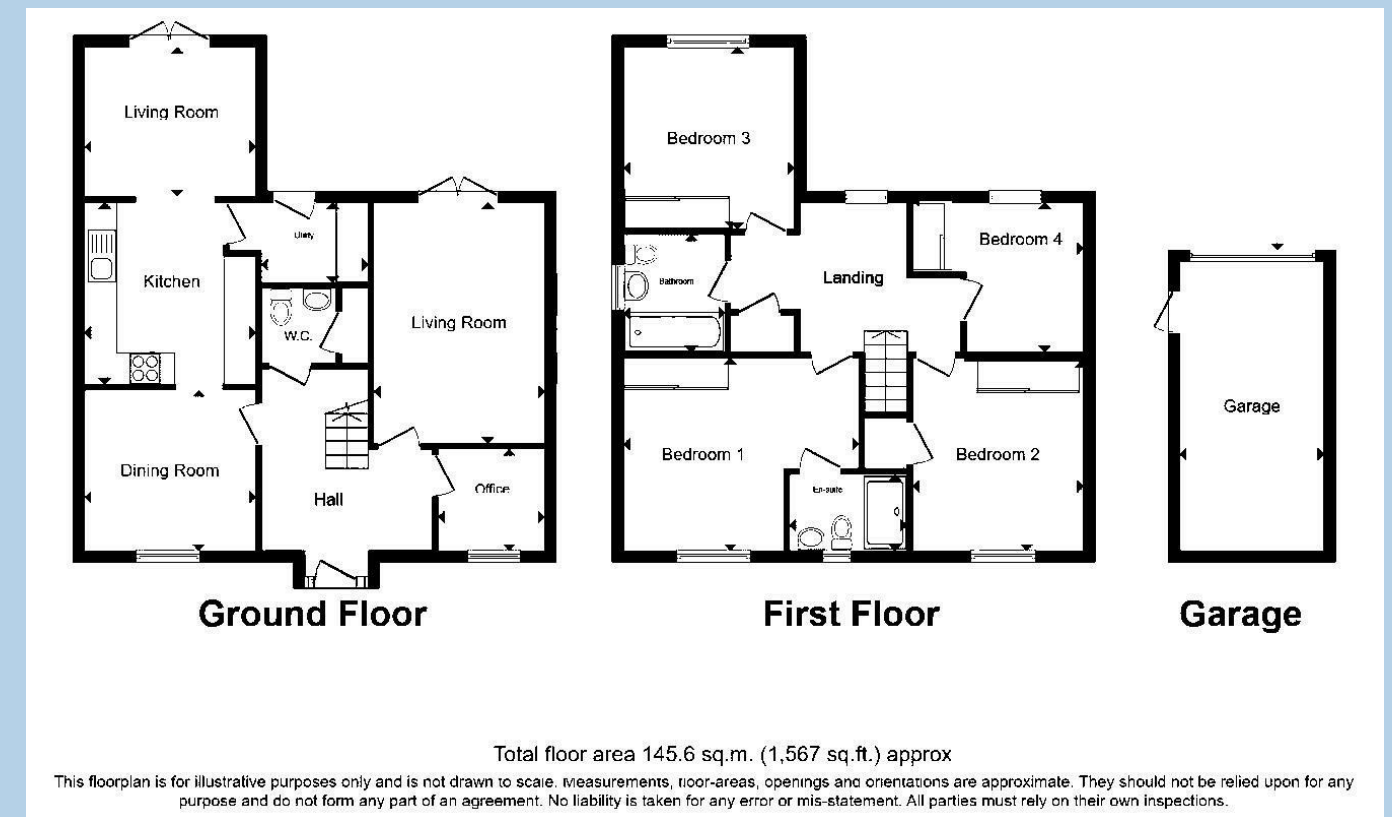 Living Room
Kitchen
Utility
W.C.
Living Room
Dining Room
Hall
Office
Ground Floor
Bedroom 3
Bedroom 4
Bathroom
Landing
Bedroom 1
Bedroom 2
En-suite
First Floor
Garage
Garage
Total floor area 145.6 sq.m. (1,567 sq.ft.) approx
This floorplan is for illustrative purposes only and is not drawn to scale. Measurements, floor-areas, openings and orientations are approximate. They should not be relied upon for any
purpose and do not form any part of an agreement. No liability is taken for any error or mis-statement. All parties must rely on their own inspections.